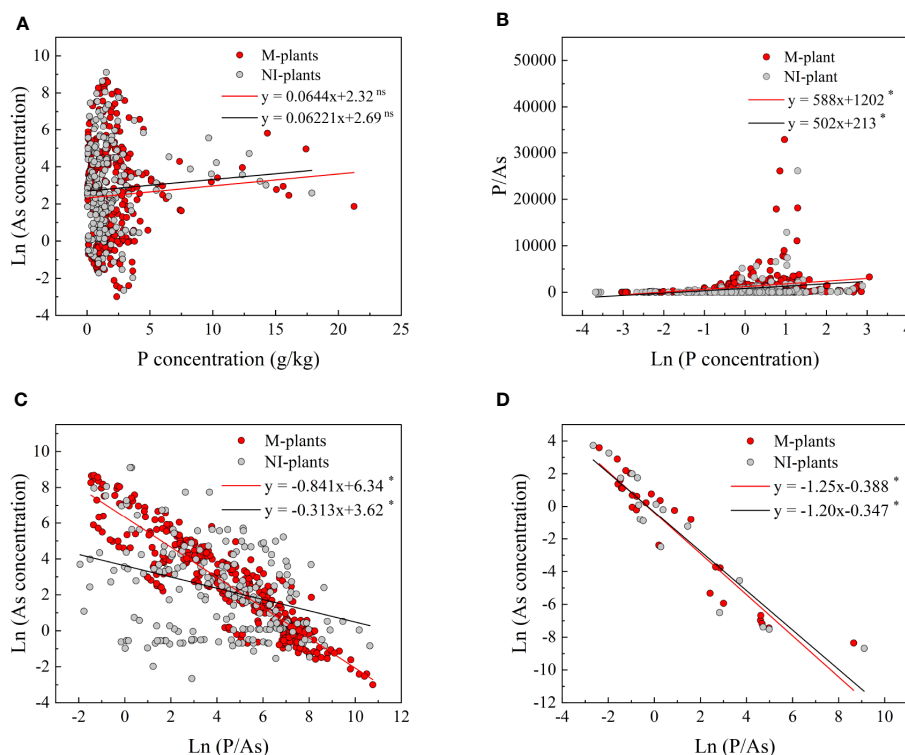 A
M-plants
NI-plants
y = 0.0644x+2.32 ns
y = 0.06221x+2.69 ns
10
8
6
4
2
0
-2
-4
Ln (As concentration)
0 5 10 15 20 25
P concentration (g/kg)
B
M-plant
NI-plant
y = 588x+1202 *
y = 502x+213 *
50000
40000
30000
20000
10000
0
P/As
-4 -3 -2 -1 0 1 2 3 4
Ln (P concentration)
C
M-plants
NI-plants
y = -0.841x+6.34 *
y = -0.313x+3.62 *
10
8
6
4
2
0
-2
-4
Ln (As concentration)
-2 0 2 4 6 8 10 12
Ln (P/As)
D
M-plants
NI-plants
y = -1.25x-0.388 *
y = -1.20x-0.347 *
4
2
0
-2
-4
-6
-8
-10
-12
Ln (As concentration)
-4 -2 0 2 4 6 8 10
Ln (P/As)